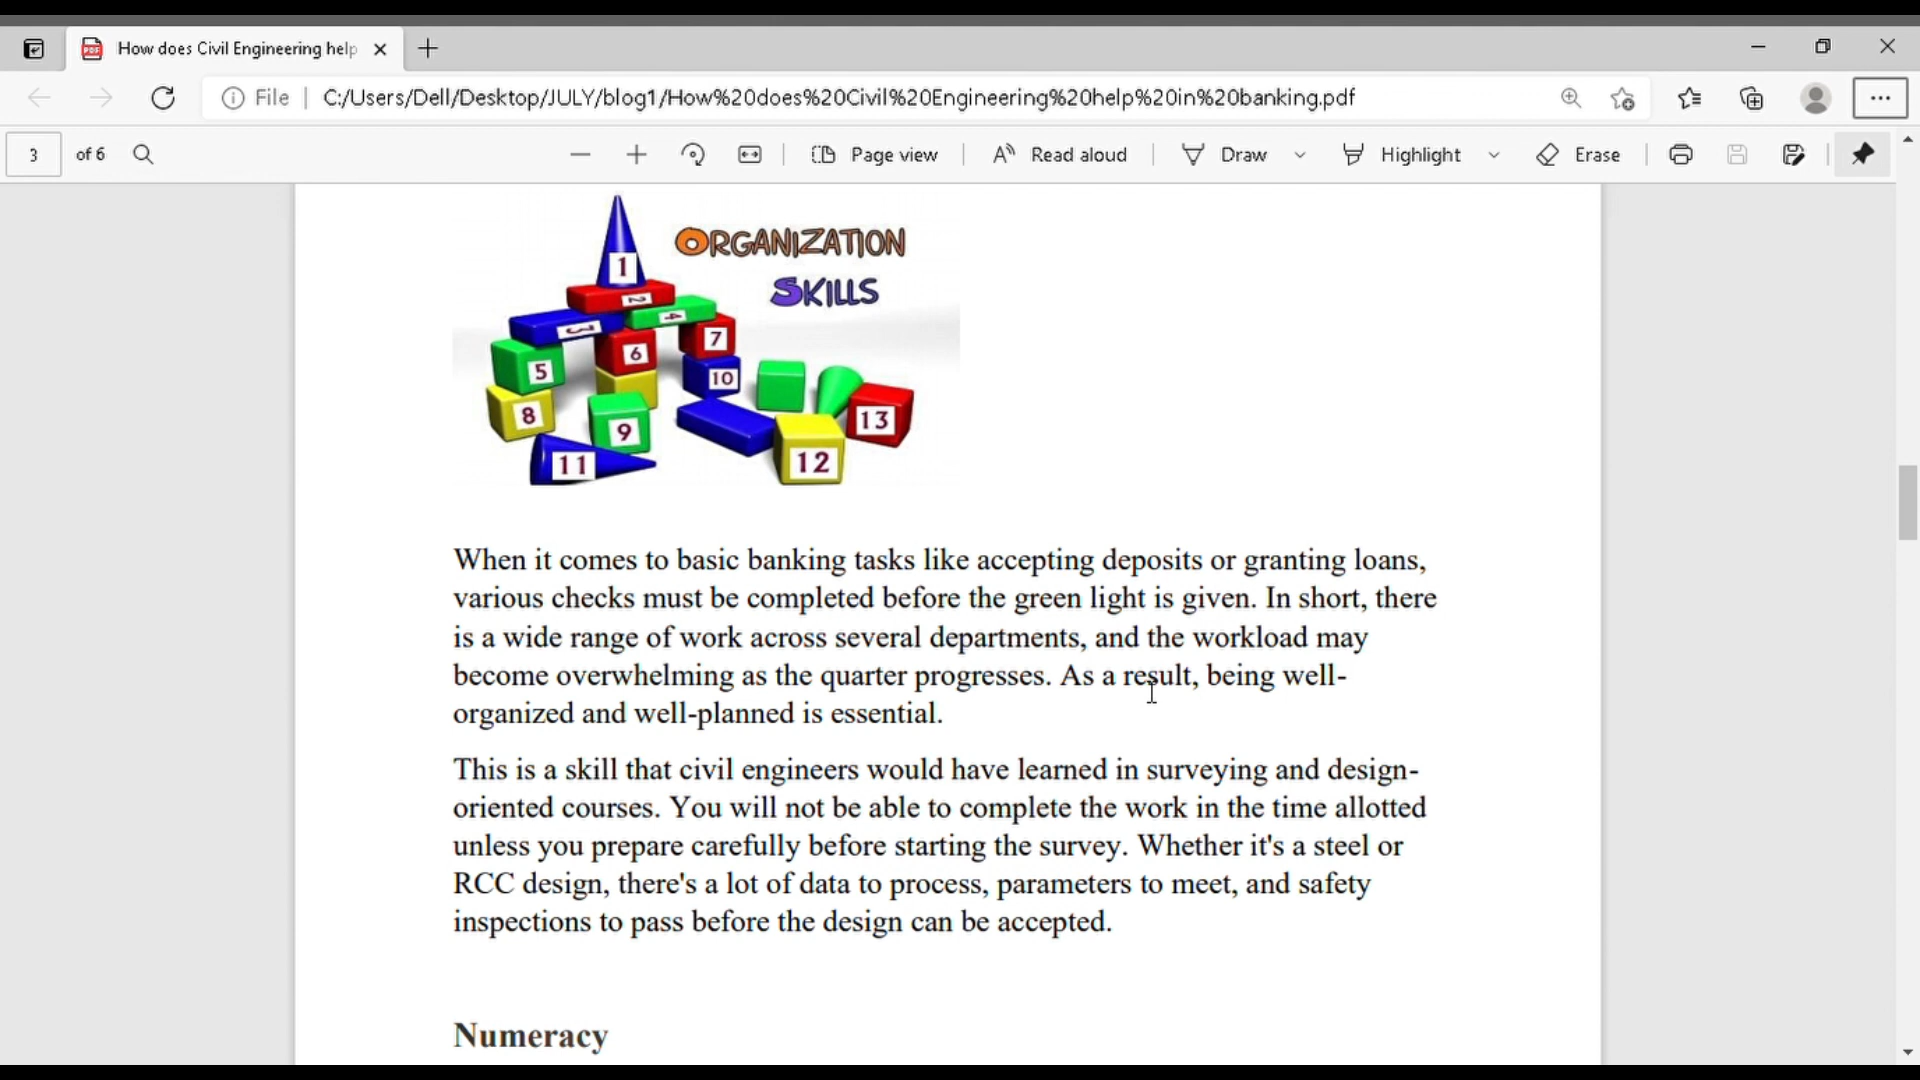 How does Civil Engineering help
File
C:/Users/Dell/Desktop/JULY/blog1/How%20does%20Civil%20Engineering%20help%20in%20banking.pdf
3 of 6
Page view
Read aloud
Draw
Highlight
Erase
ORGANIZATION
SKILLS
1
2
3
4
5
6
7
8
9
10
11
12
13
When it comes to basic banking tasks like accepting deposits or granting loans,
various checks must be completed before the green light is given. In short, there
is a wide range of work across several departments, and the workload may
become overwhelming as the quarter progresses. As a result, being well-
organized and well-planned is essential.
This is a skill that civil engineers would have learned in surveying and design-
oriented courses. You will not be able to complete the work in the time allotted
unless you prepare carefully before starting the survey. Whether it's a steel or
RCC design, there's a lot of data to process, parameters to meet, and safety
inspections to pass before the design can be accepted.
Numeracy